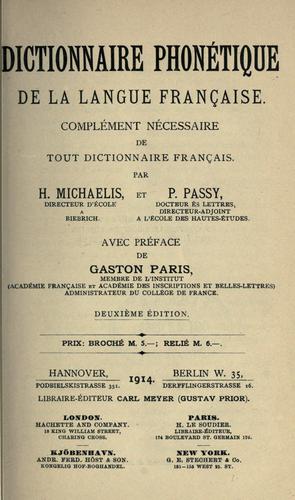 DICTIONNAIRE PHONÉTIQUE
DE LA LANGUE FRANÇAISE.
COMPLÉMENT NÉCESSAIRE
DE
TOUT DICTIONNAIRE FRANÇAIS.
PAR
H. MICHAELIS, ET P. PASSY,
DIRECTEUR D'ÉCOLE DOCTEUR ÈS LETTRES,
A DIRECTEUR-ADJOINT
BIEBRICH. A L'ÉCOLE DES HAUTES-ÉTUDES.
AVEC PRÉFACE
DE
GASTON PARIS,
MEMBRE DE L'INSTITUT
(ACADÉMIE FRANÇAISE ET ACADÉMIE DES INSCRIPTIONS ET BELLES-LETTRES)
ADMINISTRATEUR DU COLLÈGE DE FRANCE.
DEUXIÈME ÉDITION.
PRIX: BROCHÉ M. 5.—; RELIÉ M. 6.—.
HANNOVER, 1914. BERLIN W. 35,
PODBIELSKISTRASSE 351. DERFFLINGERSTRASSE 16.
LIBRAIRE-ÉDITEUR CARL MEYER (GUSTAV PRIOR).
LONDON. PARIS.
HACHETTE AND COMPANY. H. LE SOUDIER.
18 KING WILLIAM STREET, LIBRAIRE-ÉDITEUR,
CHARING CROSS. 174 BOULEVARD ST. GERMAIN 176.
KJÖBENHAVN. NEW YORK.
ANDR. FERD. HÖST & SON. G. E. STECHERT & CO.
KONGELIG HOF-BOGHANDEL. 151—155 WEST 25. ST.